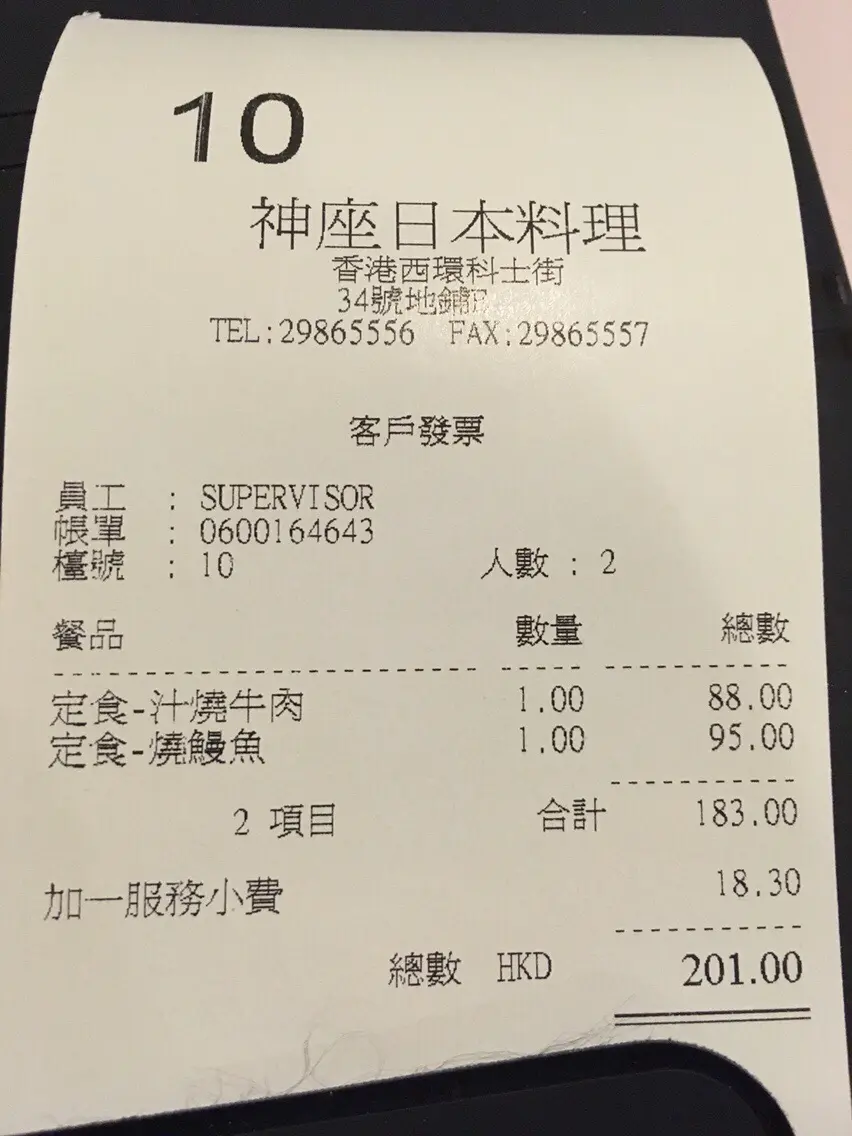 10
神座日本料理
香港西環科士街
34號地鋪F
TEL:29865556 FAX:29865557
客戶發票
員工 : SUPERVISOR
帳單 : 0600164643
檯號 : 10 人數 : 2
餐品 數量 總數
定食-汁燒牛肉 1.00 88.00
定食-燒鰻魚 1.00 95.00
2 項目 合計 183.00
加一服務小費 18.30
總數 HKD 201.00